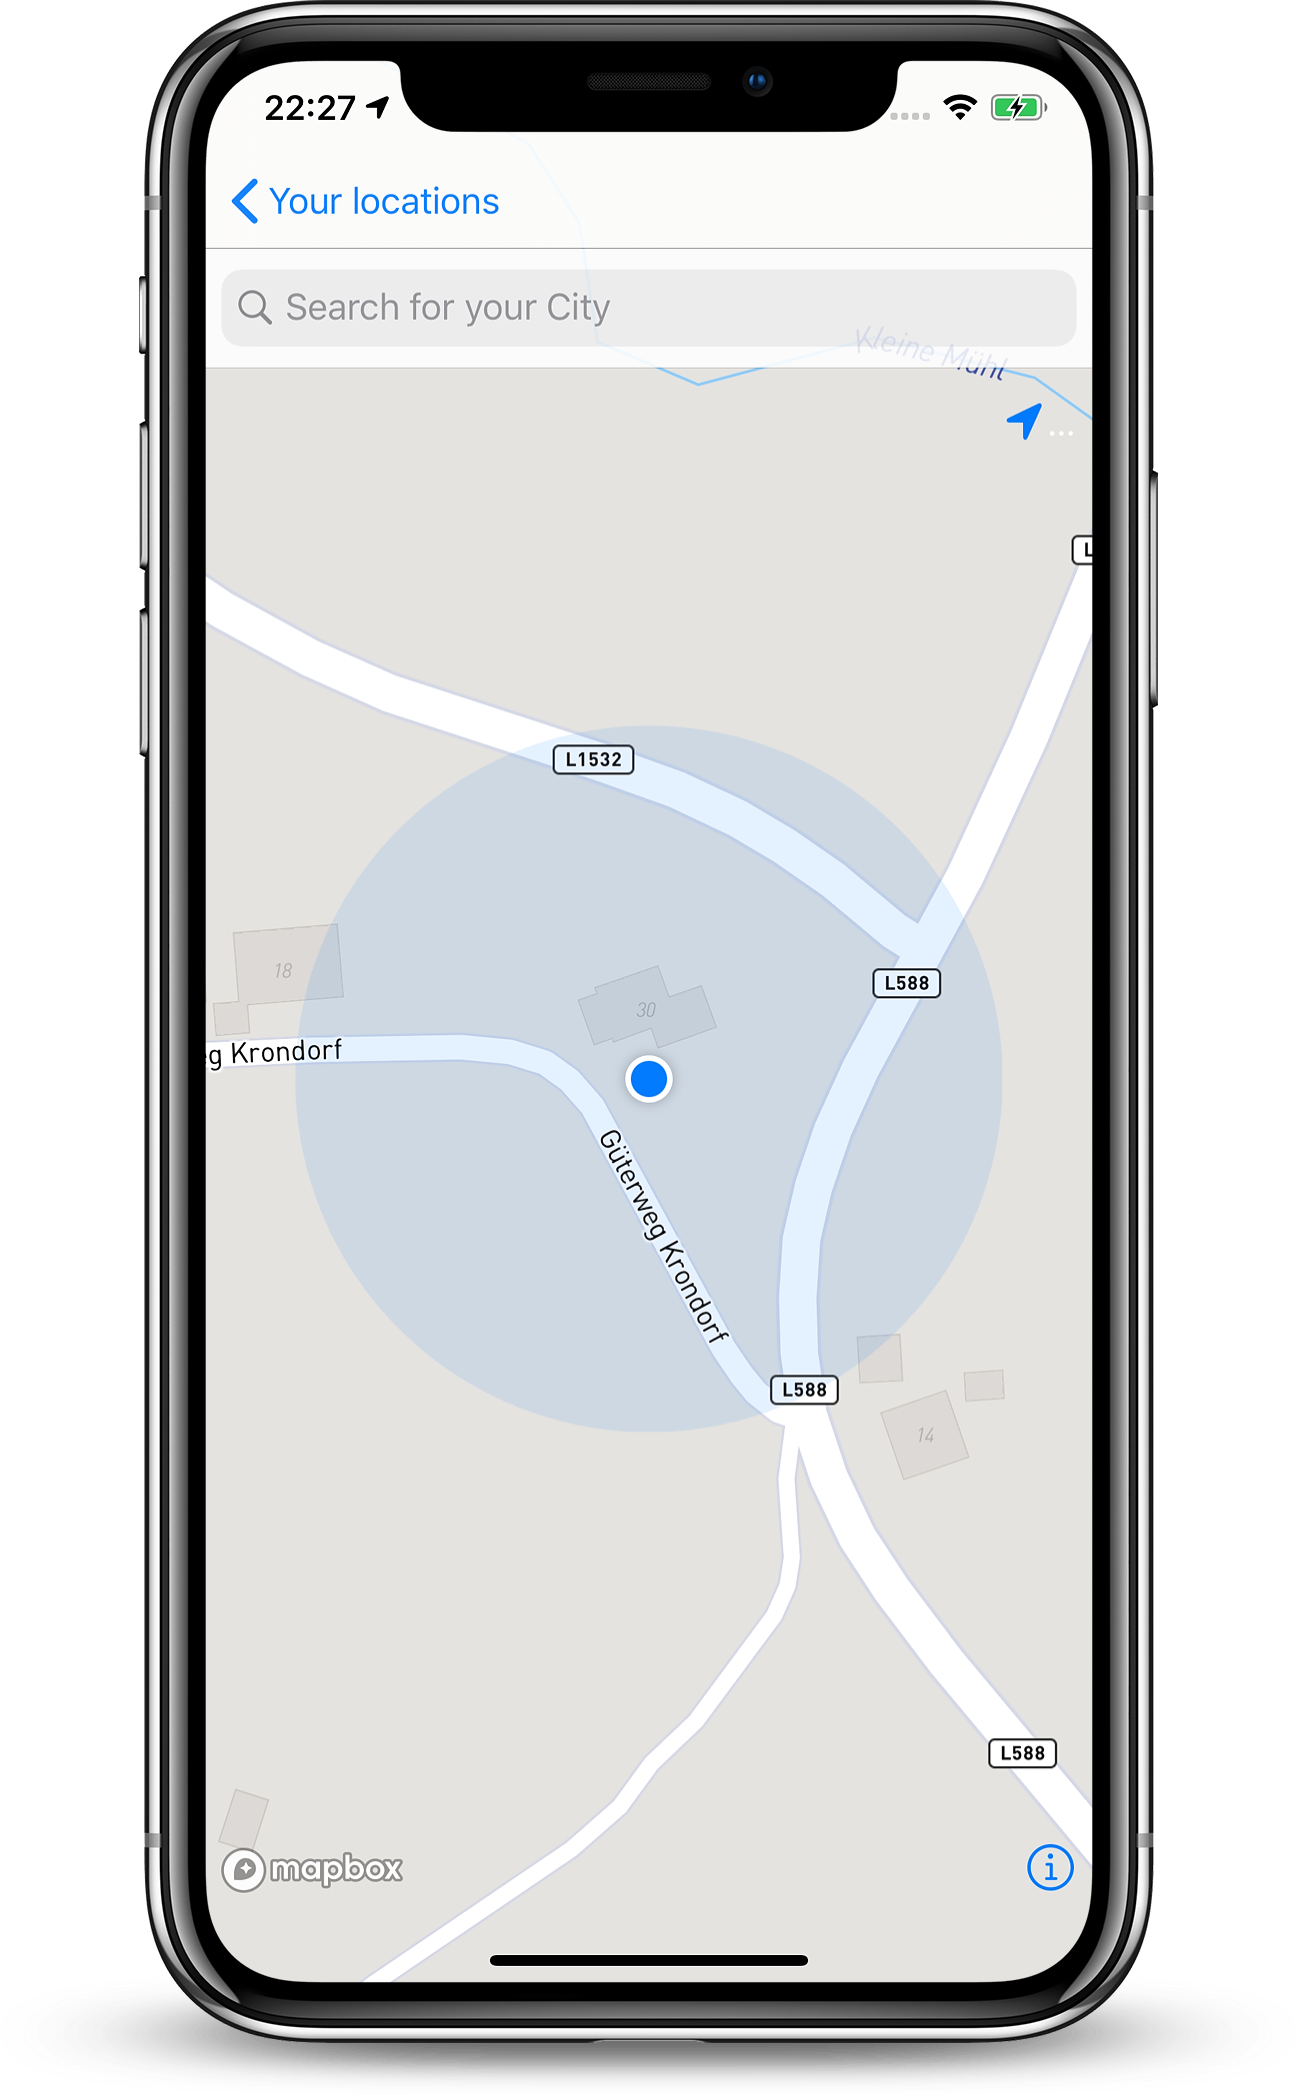 22:27
Your locations
Search for your City
Kleine Mühl
L
L1532
18
30
L588
g Krondorf
Güterweg Krondorf
L588
14
L588
mapbox